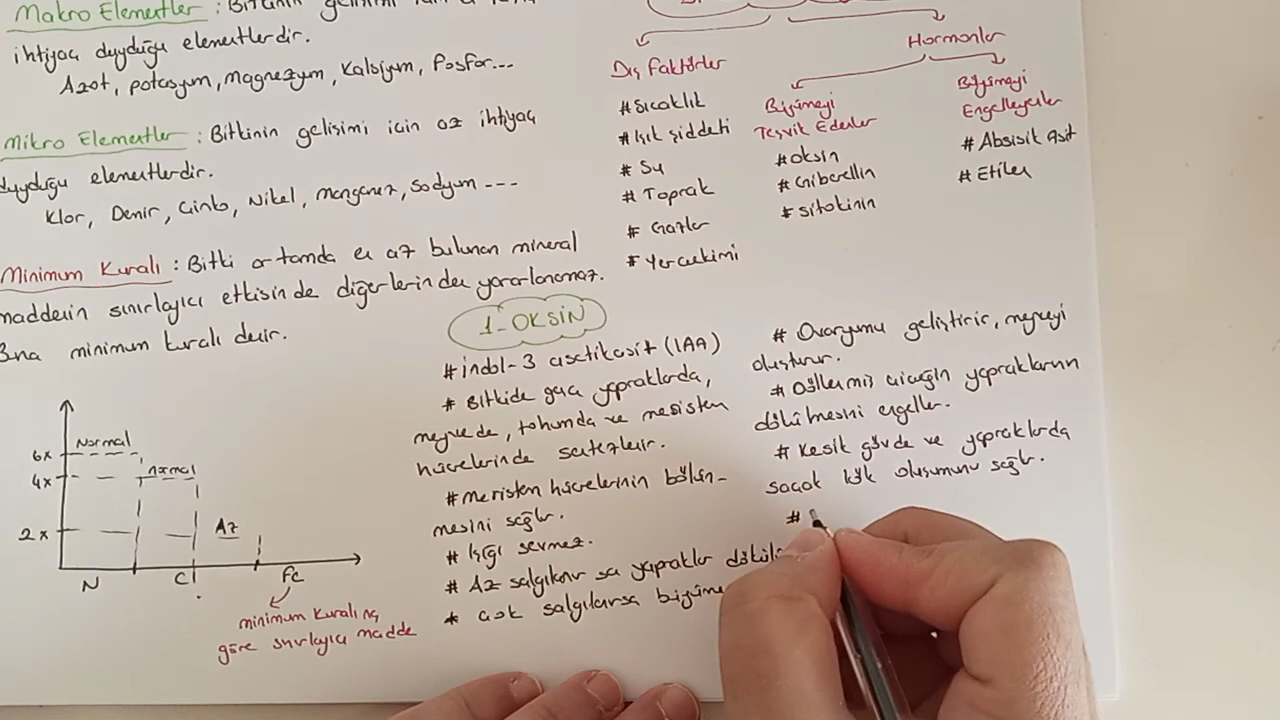 Makro Elementler : Bitkinin gelişimi için
ihtiyaç duyduğu elementlerdir.
Azot, potasyum, magnezyum, Kalsiyum, Fosfor...
Mikro Elementler : Bitkinin gelişimi için az ihtiyaç
duyduğu elementlerdir.
Klor, Demir, Çinko, Nikel, manganez, Sodyum ---
Minimum Kuralı : Bitki ortamda en az bulunan mineral
maddenin sınırlayıcı etkisinde diğerlerinden yararlanamaz.
Buna minimum kuralı denir.
6x Normal
4x normal
2x Az
N C Fe
minimum kuralına
göre sınırlayıcı madde
Hormonlar
Dış faktörler
#Sıcaklık
#Işık şiddeti
# Su
# Toprak
# Gazlar
# Yerçekimi
Büyümeyi
Teşvik Edenler
#Oksin
#Giberellin
# Sitokinin
Büyümeyi
Engelleyenler
# Absisik Asit
# Etilen
1-OKSİN
#indol-3 asetikasit (IAA)
# Bitkide genç yapraklarda,
meyvede, tohumda ve meristem
hücrelerinde sentezlenir.
#meristem hücrelerinin bölün-
mesini sağlar.
# Işığı sevmez.
# Az salgılanır sa yapraklar
# çok salgılanırsa
# Ovaryumu geliştirir, meyveyi
oluşturur.
# Döllenmiş çiçeğin yapraklarının
dökülmesini engeller.
# Kesik gövde ve yapraklarda
saçak kök oluşumunu sağlar.
#